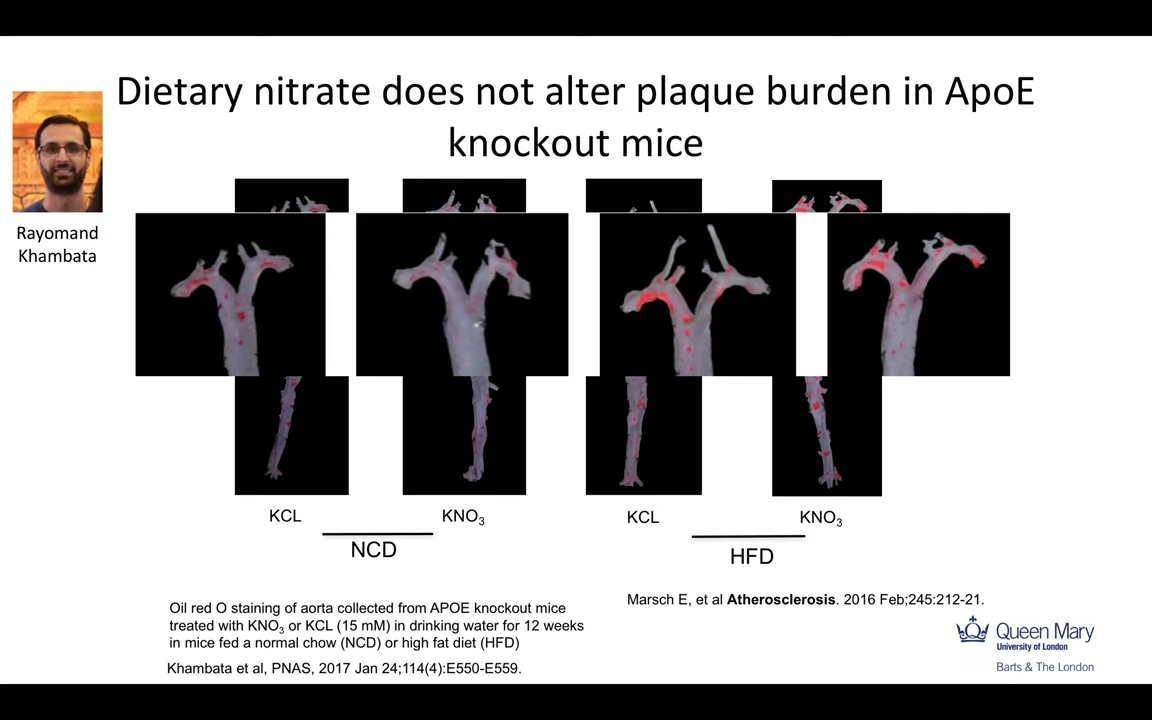 Dietary nitrate does not alter plaque burden in ApoE
knockout mice
Rayomand
Khambata
KCL
KNO₃
KCL
KNO₃
NCD
HFD
Oil red O staining of aorta collected from APOE knockout mice
treated with KNO₃ or KCL (15 mM) in drinking water for 12 weeks
in mice fed a normal chow (NCD) or high fat diet (HFD)
Khambata et al, PNAS, 2017 Jan 24;114(4):E550-E559.
Marsch E, et al Atherosclerosis. 2016 Feb;245:212-21.
Queen Mary
University of London
Barts & The London